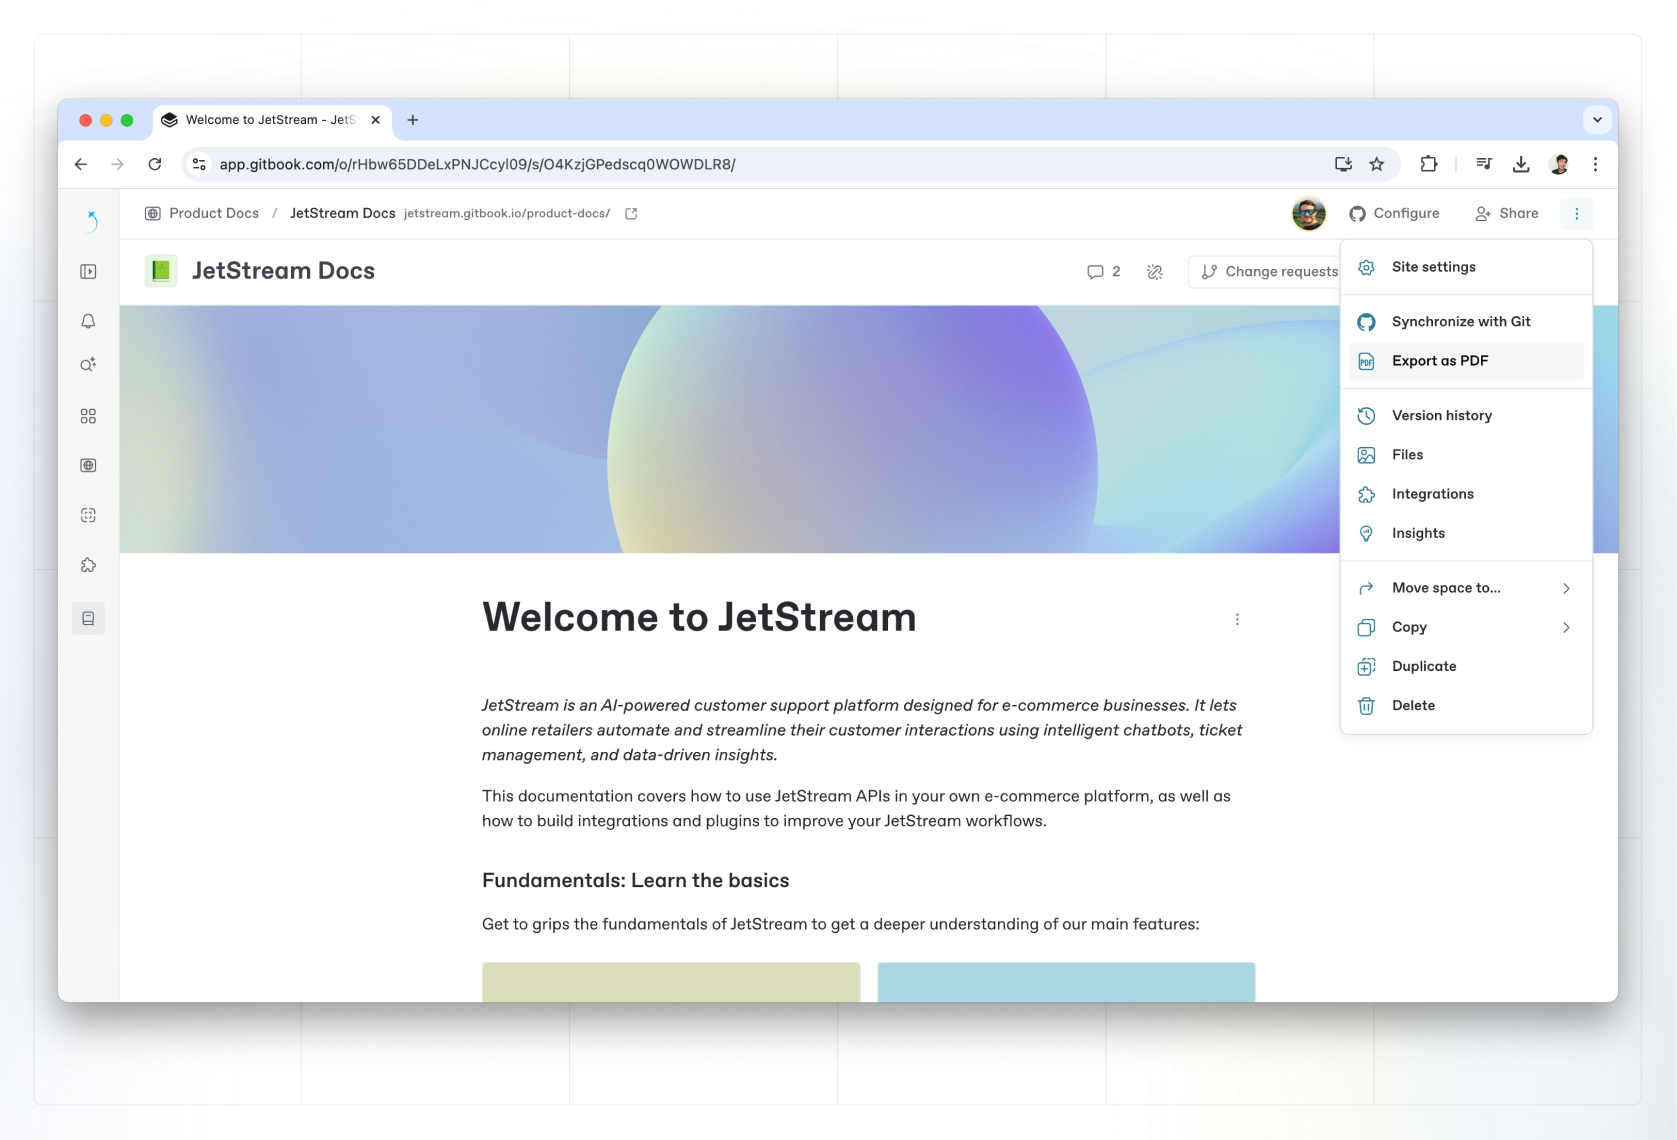 Welcome to JetStream - JetS
app.gitbook.com/o/rHbw65DDeLxPNJCcyl09/s/O4KzjGPedscq0WOWDLR8/
Product Docs / JetStream Docs jetstream.gitbook.io/product-docs/
Configure
Share
JetStream Docs
2
Change requests
Site settings
Synchronize with Git
PDF
Export as PDF
Version history
Files
Integrations
Insights
Move space to...
Copy
Duplicate
Delete
Welcome to JetStream
JetStream is an AI-powered customer support platform designed for e-commerce businesses. It lets
online retailers automate and streamline their customer interactions using intelligent chatbots, ticket
management, and data-driven insights.
This documentation covers how to use JetStream APIs in your own e-commerce platform, as well as
how to build integrations and plugins to improve your JetStream workflows.
Fundamentals: Learn the basics
Get to grips the fundamentals of JetStream to get a deeper understanding of our main features: